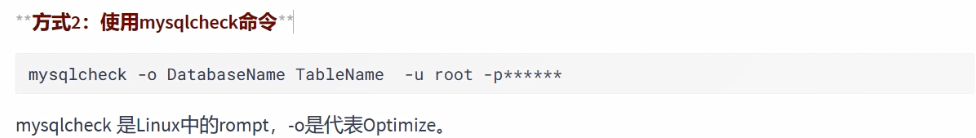 **方式2：使用mysqlcheck命令**
mysqlcheck -o DatabaseName TableName  -u root -p******
mysqlcheck 是Linux中的rompt，-o是代表Optimize。